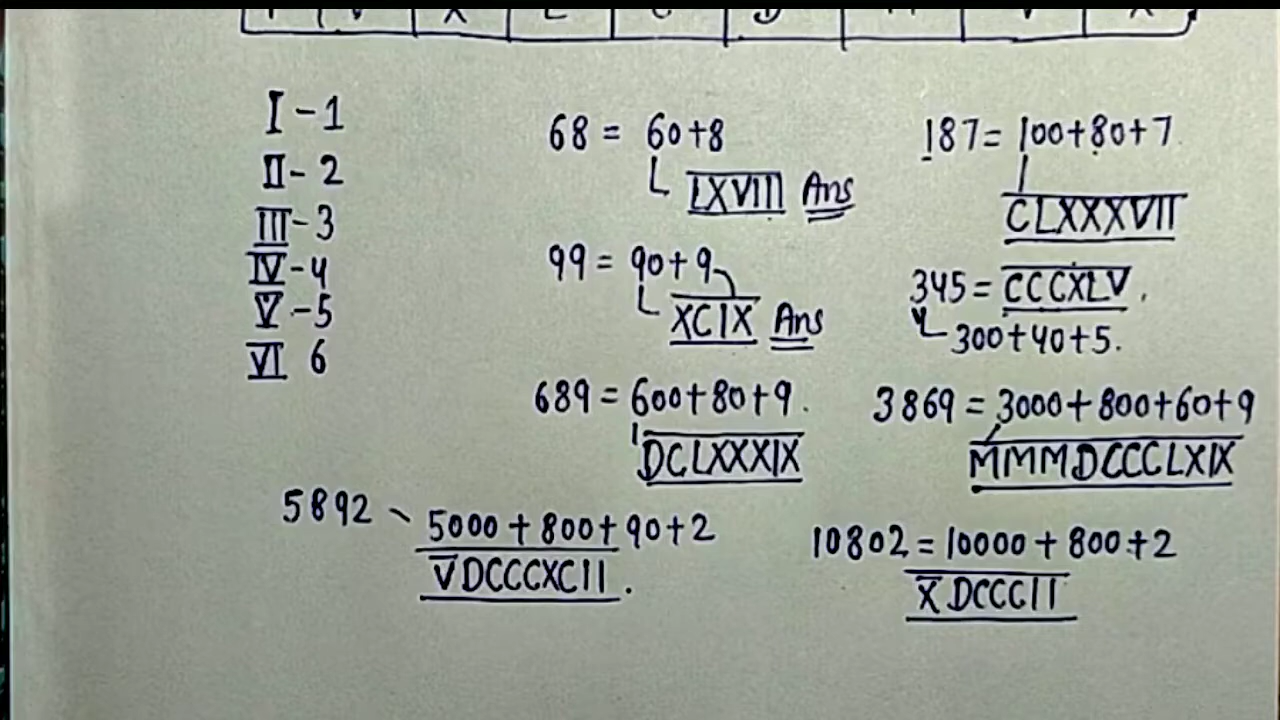 I V X L C D M V̅ X̅
I - 1
II - 2
III - 3
IV - 4
V - 5
VI 6
68 = 60+8
LXVIII Ans
99 = 90+9
XCIX Ans
689 = 600+80+9.
DCLXXXIX
187 = 100+80+7
CLXXXVII
345 = CCCXLV.
300+40+5.
3869 = 3000+800+60+9
MMMDCCCLXIX
5892 \ 5000+800+90+2
V̅DCCCXCII.
10802 = 10000+800+2
X̅DCCCII